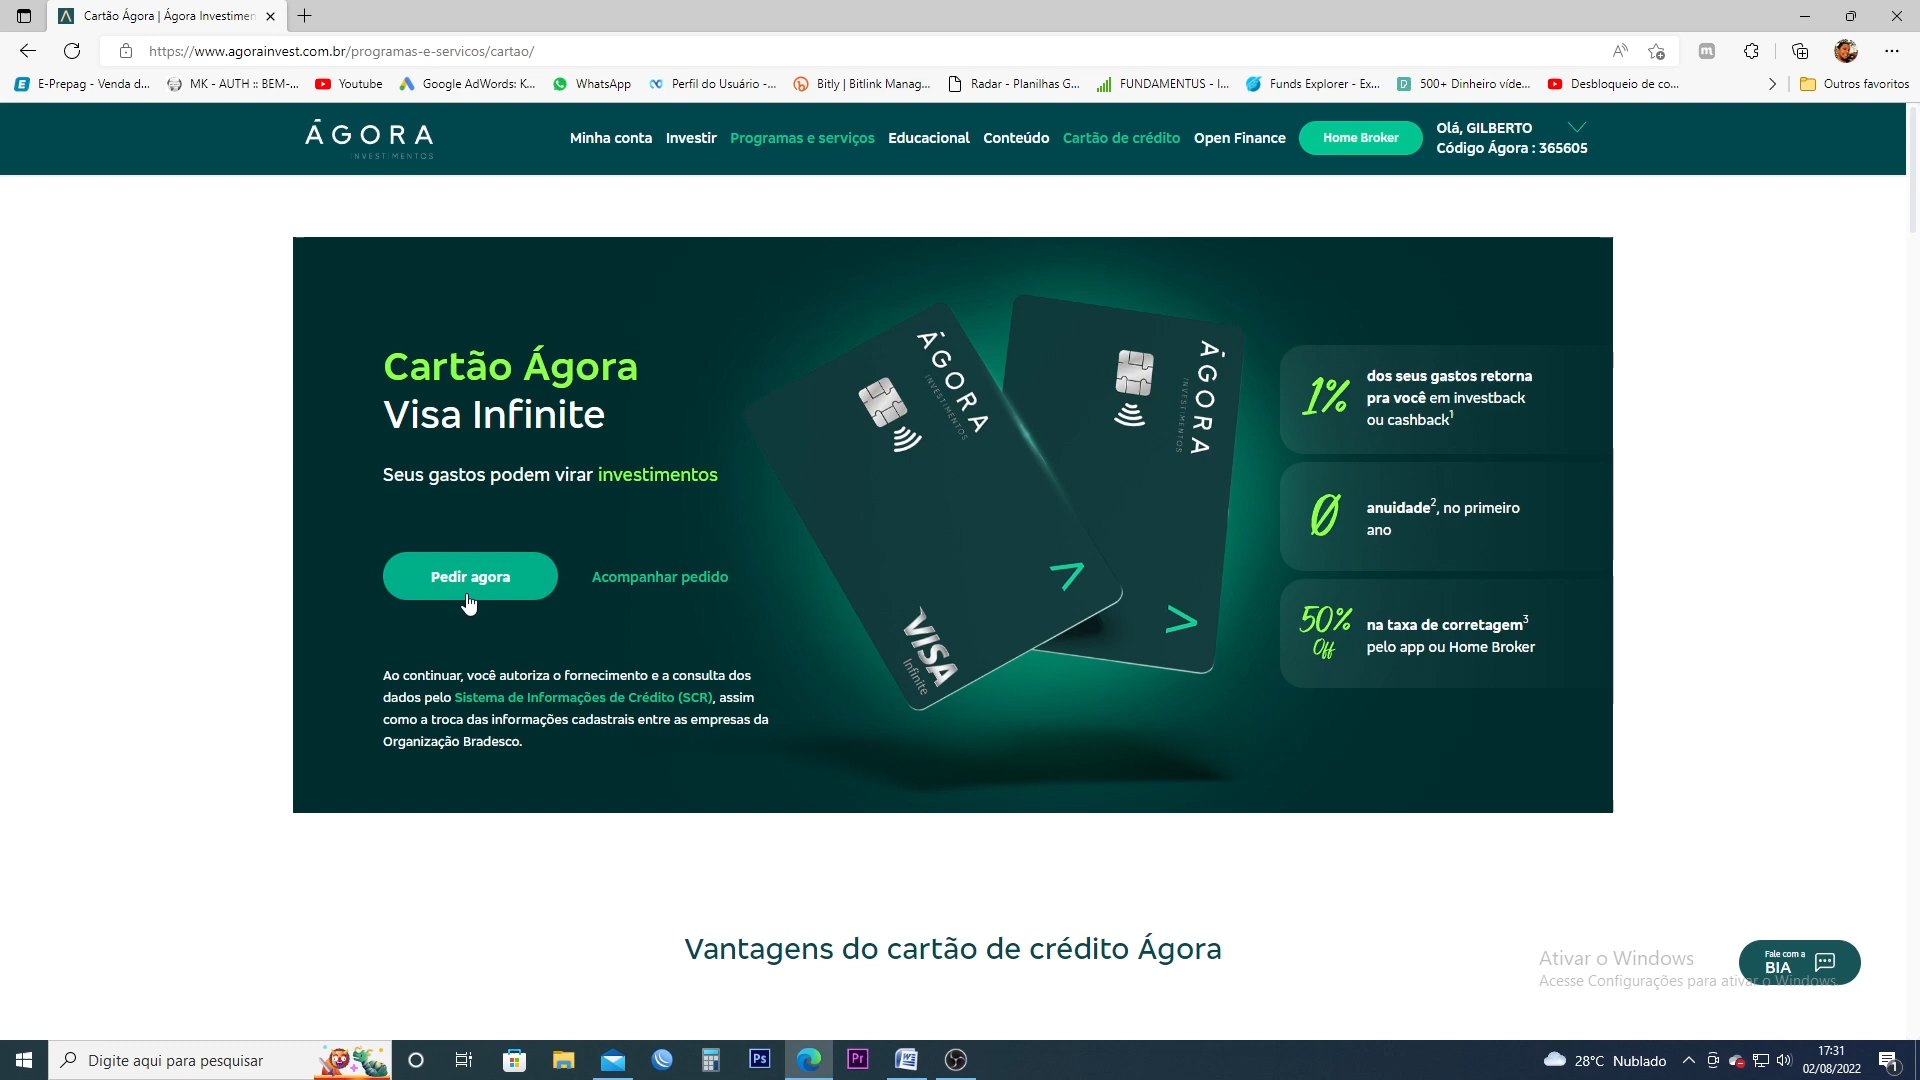 Cartão Ágora | Ágora Investimen
https://www.agorainvest.com.br/programas-e-servicos/cartao/
E-Prepag - Venda d...
MK - AUTH :: BEM-...
Youtube
Google AdWords: K...
WhatsApp
Perfil do Usuário -...
Bitly | Bitlink Manag...
Radar - Planilhas G...
FUNDAMENTUS - I...
Funds Explorer - Ex...
500+ Dinheiro víde...
Desbloqueio de co...
Outros favoritos
ÁGORA
INVESTIMENTOS
Minha conta
Investir
Programas e serviços
Educacional
Conteúdo
Cartão de crédito
Open Finance
Home Broker
Olá, GILBERTO
Código Ágora : 365605
Cartão Ágora
Visa Infinite
Seus gastos podem virar investimentos
Pedir agora
Acompanhar pedido
Ao continuar, você autoriza o fornecimento e a consulta dos
dados pelo Sistema de Informações de Crédito (SCR), assim
como a troca das informações cadastrais entre as empresas da
Organização Bradesco.
ÁGORA
INVESTIMENTOS
VISA
Infinite
ÁGORA
INVESTIMENTOS
1%
dos seus gastos retorna
pra você em investback
ou cashback¹
0
anuidade², no primeiro
ano
50%
Off
na taxa de corretagem³
pelo app ou Home Broker
Vantagens do cartão de crédito Ágora
Ativar o Windows
Acesse Configurações para ativar o Windows.
Fale com a
BIA
Digite aqui para pesquisar
Ps
Pr
28°C Nublado
17:31
02/08/2022
1